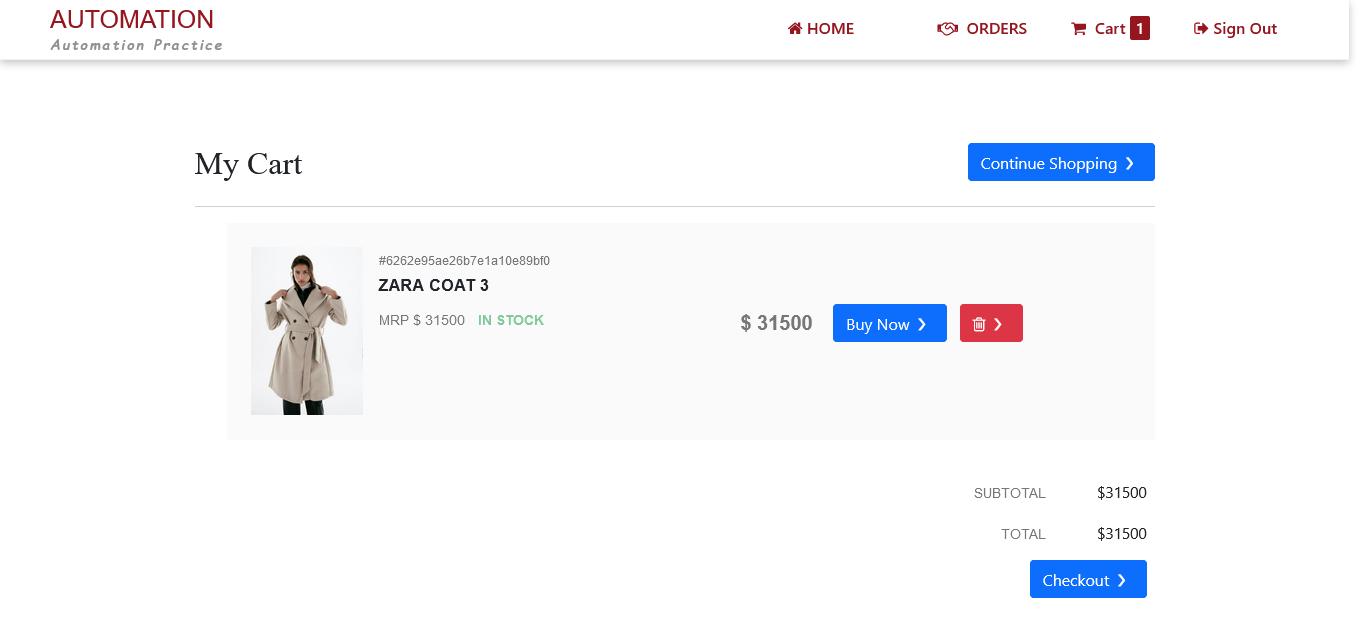 AUTOMATION
Automation Practice
HOME
ORDERS
Cart 1
Sign Out
My Cart
Continue Shopping ❯
#6262e95ae26b7e1a10e89bf0
ZARA COAT 3
MRP $ 31500 IN STOCK
$ 31500
Buy Now ❯
❯
SUBTOTAL $31500
TOTAL $31500
Checkout ❯